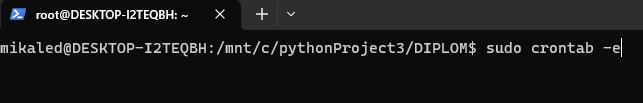 root@DESKTOP-I2TEQBH: ~
mikaled@DESKTOP-I2TEQBH:/mnt/c/pythonProject3/DIPLOM$ sudo crontab -e